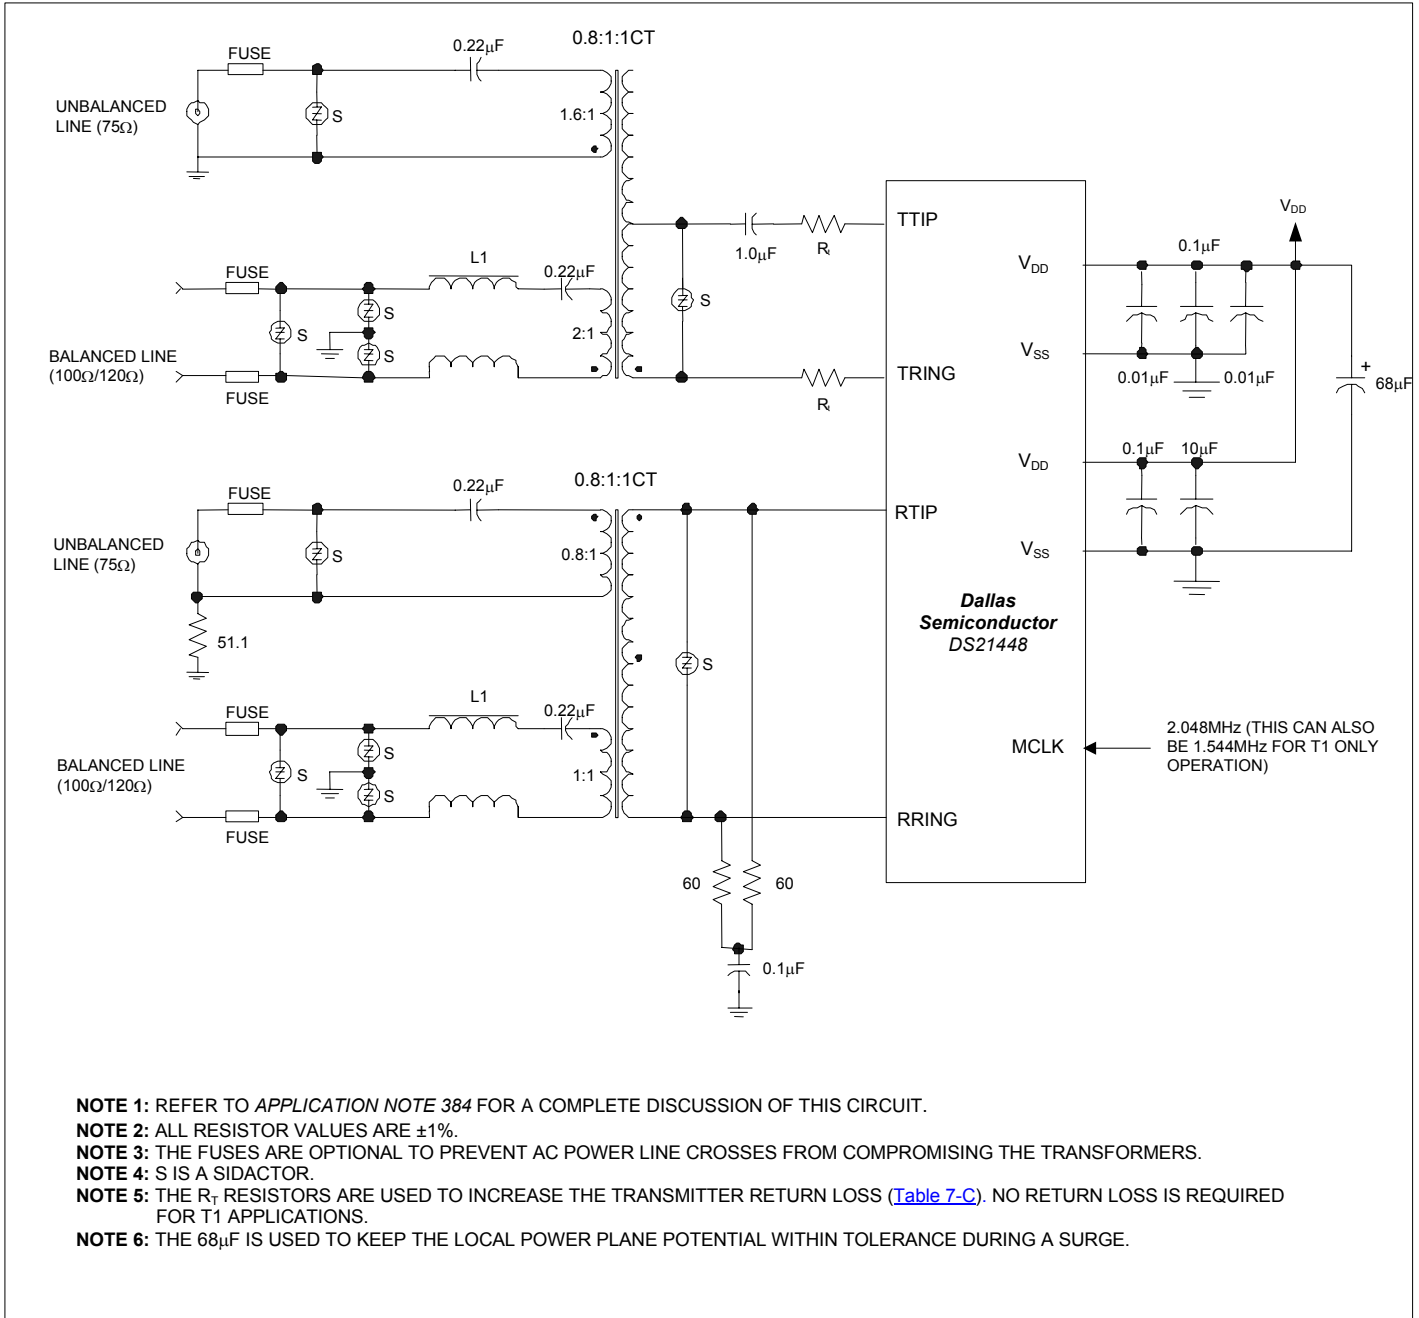 0.8:1:1CT
0.22μF
FUSE
UNBALANCED
LINE (75Ω)
S
1.6:1
TTIP
1.0μF
Rt
L1
0.22μF
FUSE
S
S
2:1
S
S
BALANCED LINE
(100Ω/120Ω)
FUSE
TRING
Rt
VDD
0.1μF
VDD
VSS
0.01μF
0.01μF
+
68μF
VDD
0.1μF
10μF
VSS
0.8:1:1CT
0.22μF
FUSE
UNBALANCED
LINE (75Ω)
S
0.8:1
RTIP
51.1
S
Dallas
Semiconductor
DS21448
L1
0.22μF
FUSE
S
S
1:1
S
BALANCED LINE
(100Ω/120Ω)
FUSE
MCLK
2.048MHz (THIS CAN ALSO
BE 1.544MHz FOR T1 ONLY
OPERATION)
RRING
60
60
0.1μF
NOTE 1: REFER TO APPLICATION NOTE 384 FOR A COMPLETE DISCUSSION OF THIS CIRCUIT.
NOTE 2: ALL RESISTOR VALUES ARE ±1%.
NOTE 3: THE FUSES ARE OPTIONAL TO PREVENT AC POWER LINE CROSSES FROM COMPROMISING THE TRANSFORMERS.
NOTE 4: S IS A SIDACTOR.
NOTE 5: THE RT RESISTORS ARE USED TO INCREASE THE TRANSMITTER RETURN LOSS (Table 7-C). NO RETURN LOSS IS REQUIRED
FOR T1 APPLICATIONS.
NOTE 6: THE 68μF IS USED TO KEEP THE LOCAL POWER PLANE POTENTIAL WITHIN TOLERANCE DURING A SURGE.